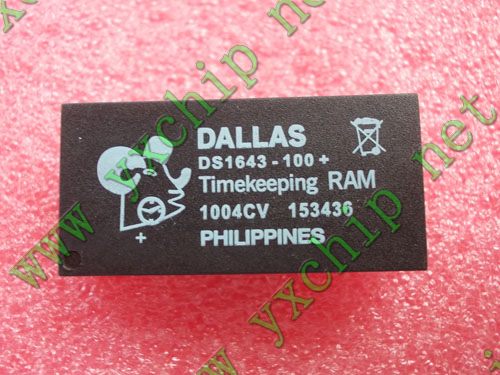 www.yxchip.net
DALLAS
DS1643-100+
Timekeeping RAM
1004CV 153436
PHILIPPINES
+
www.yxchip.net